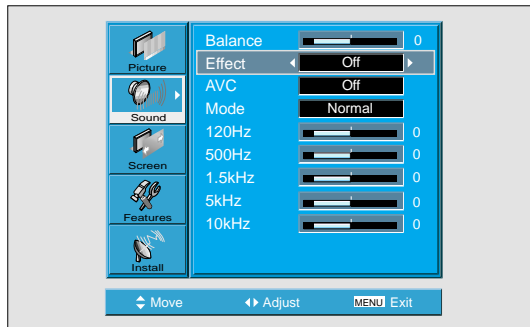 Picture
Sound
Screen
Features
Install
Balance 0
Effect Off
AVC Off
Mode Normal
120Hz 0
500Hz 0
1.5kHz 0
5kHz 0
10kHz 0
Move Adjust MENU Exit